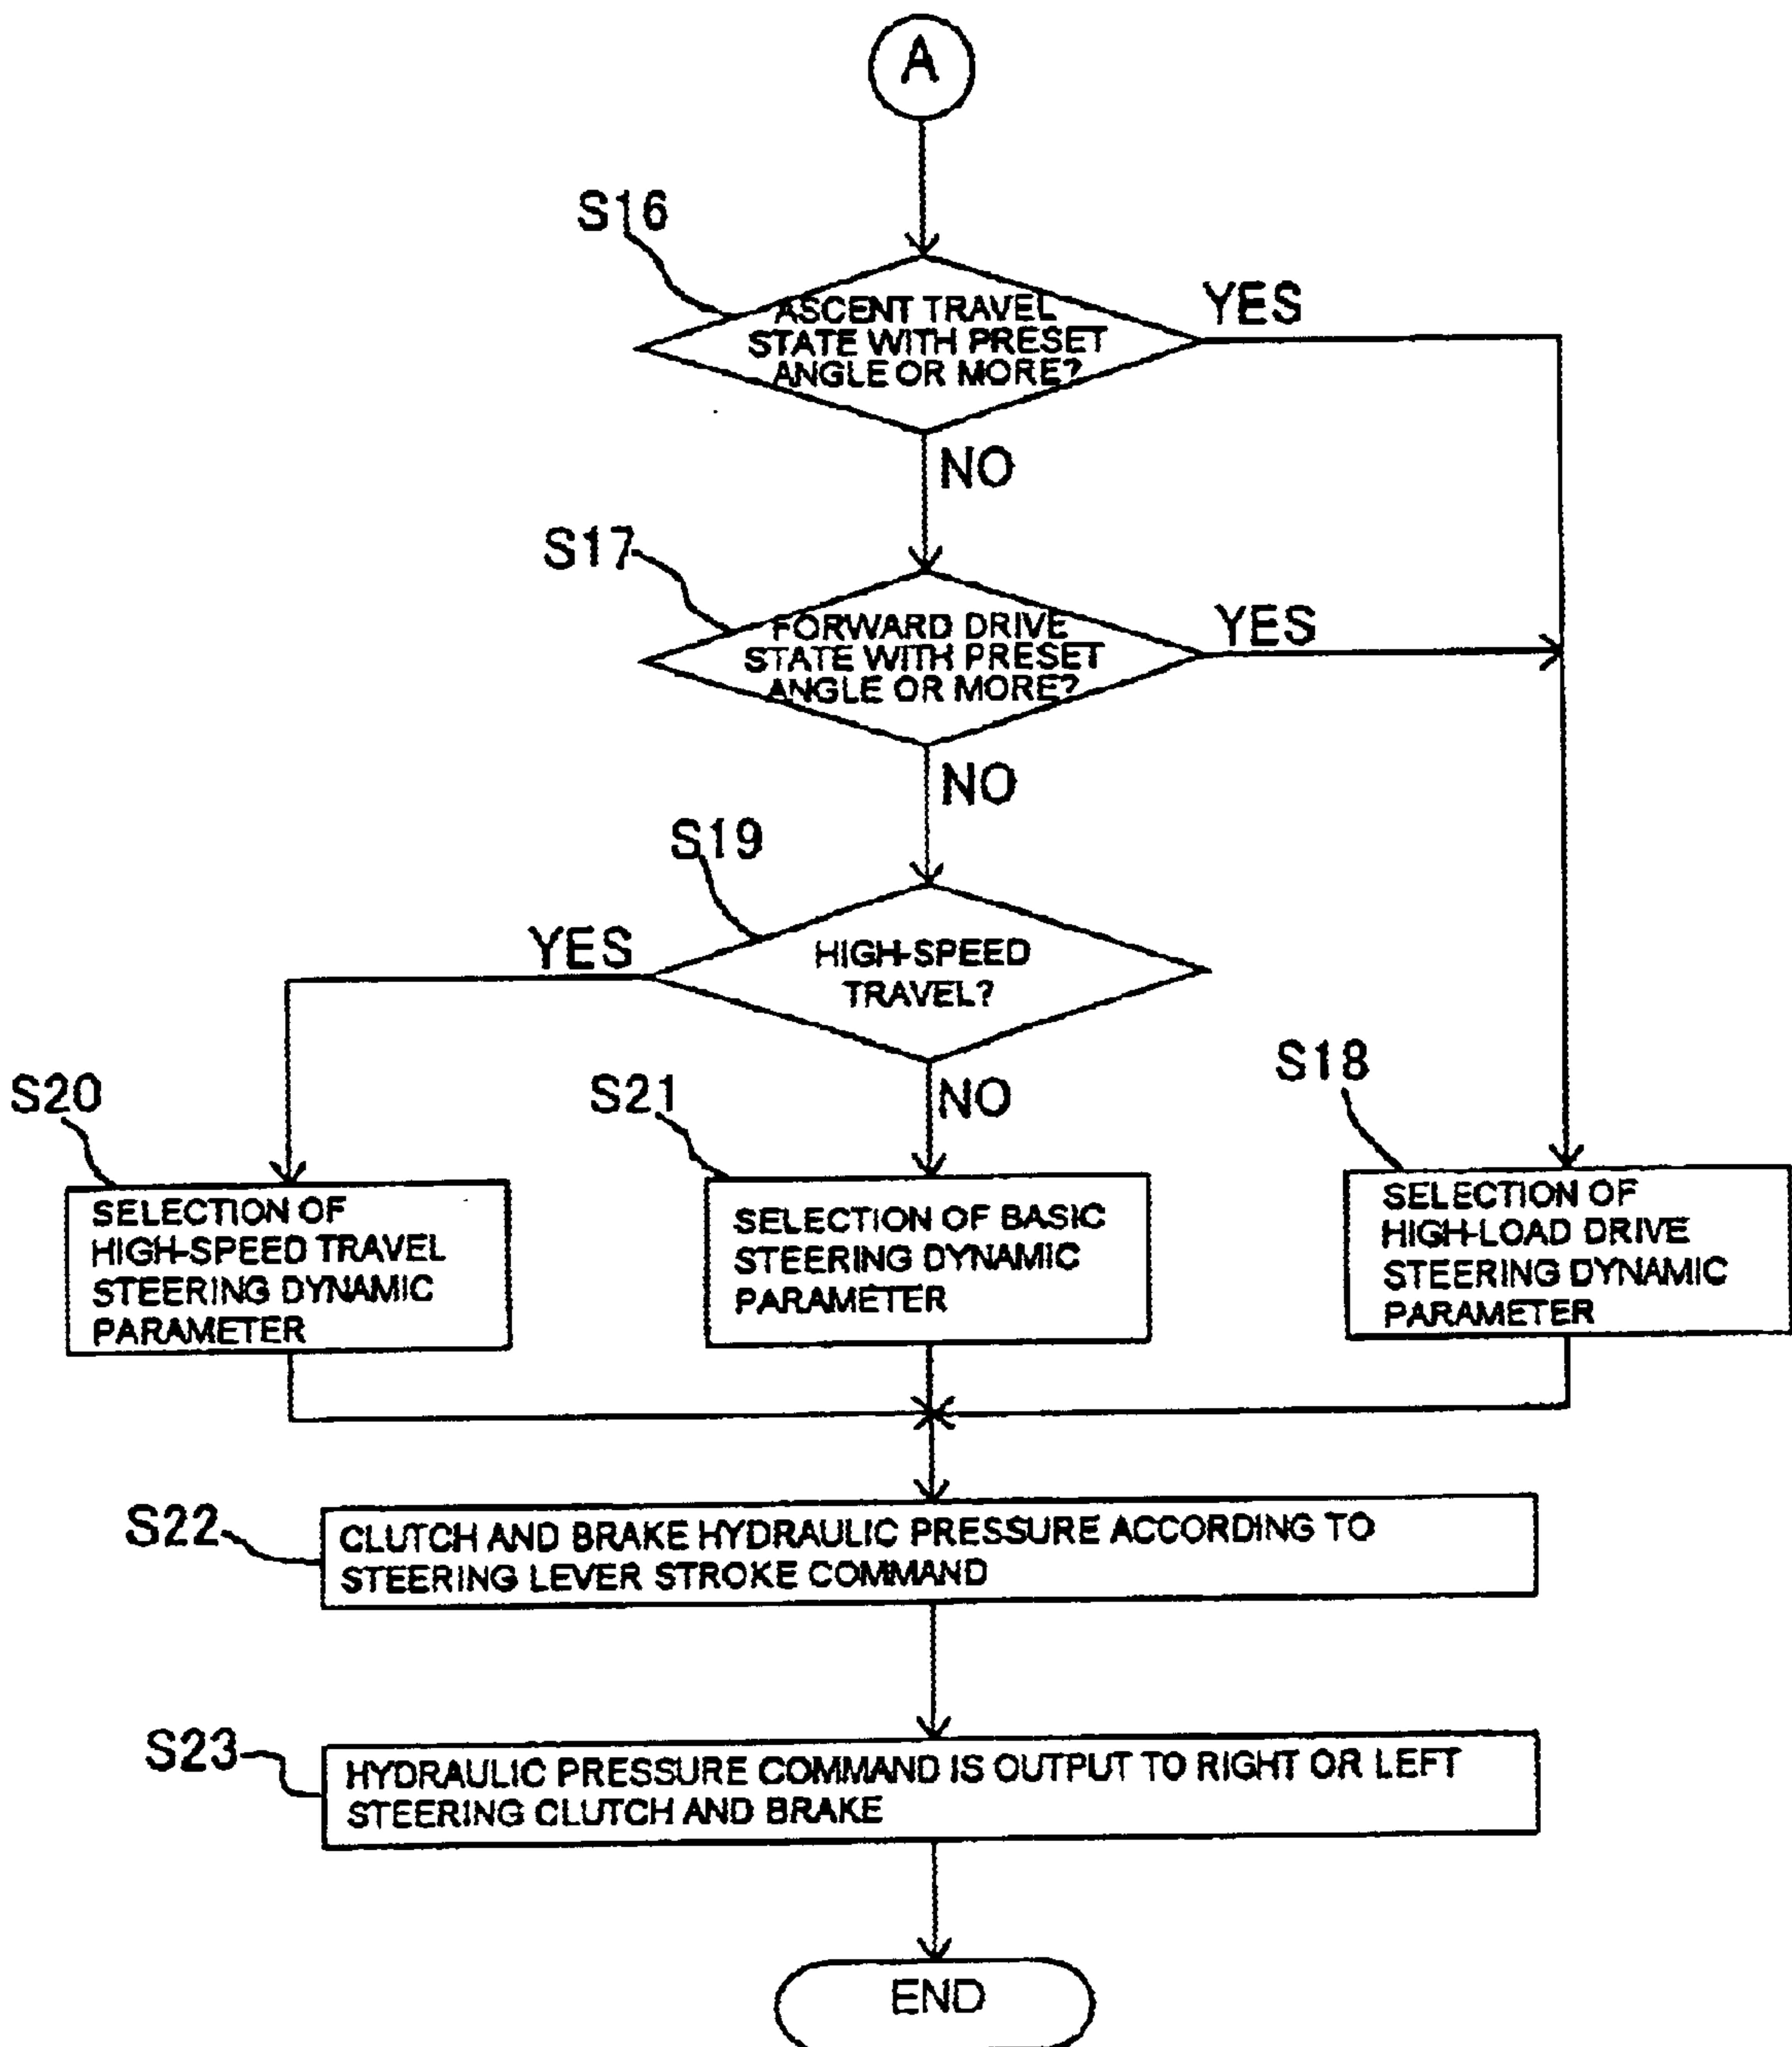 A
S16
ASCENT TRAVEL
STATE WITH PRESET
ANGLE OR MORE?
YES
NO
S17
FORWARD DRIVE
STATE WITH PRESET
ANGLE OR MORE?
YES
NO
S19
YES
HIGH-SPEED
TRAVEL?
NO
S20
SELECTION OF
HIGH-SPEED TRAVEL
STEERING DYNAMIC
PARAMETER
S21
SELECTION OF BASIC
STEERING DYNAMIC
PARAMETER
S18
SELECTION OF
HIGH-LOAD DRIVE
STEERING DYNAMIC
PARAMETER
S22
CLUTCH AND BRAKE HYDRAULIC PRESSURE ACCORDING TO
STEERING LEVER STROKE COMMAND
S23
HYDRAULIC PRESSURE COMMAND IS OUTPUT TO RIGHT OR LEFT
STEERING CLUTCH AND BRAKE
END